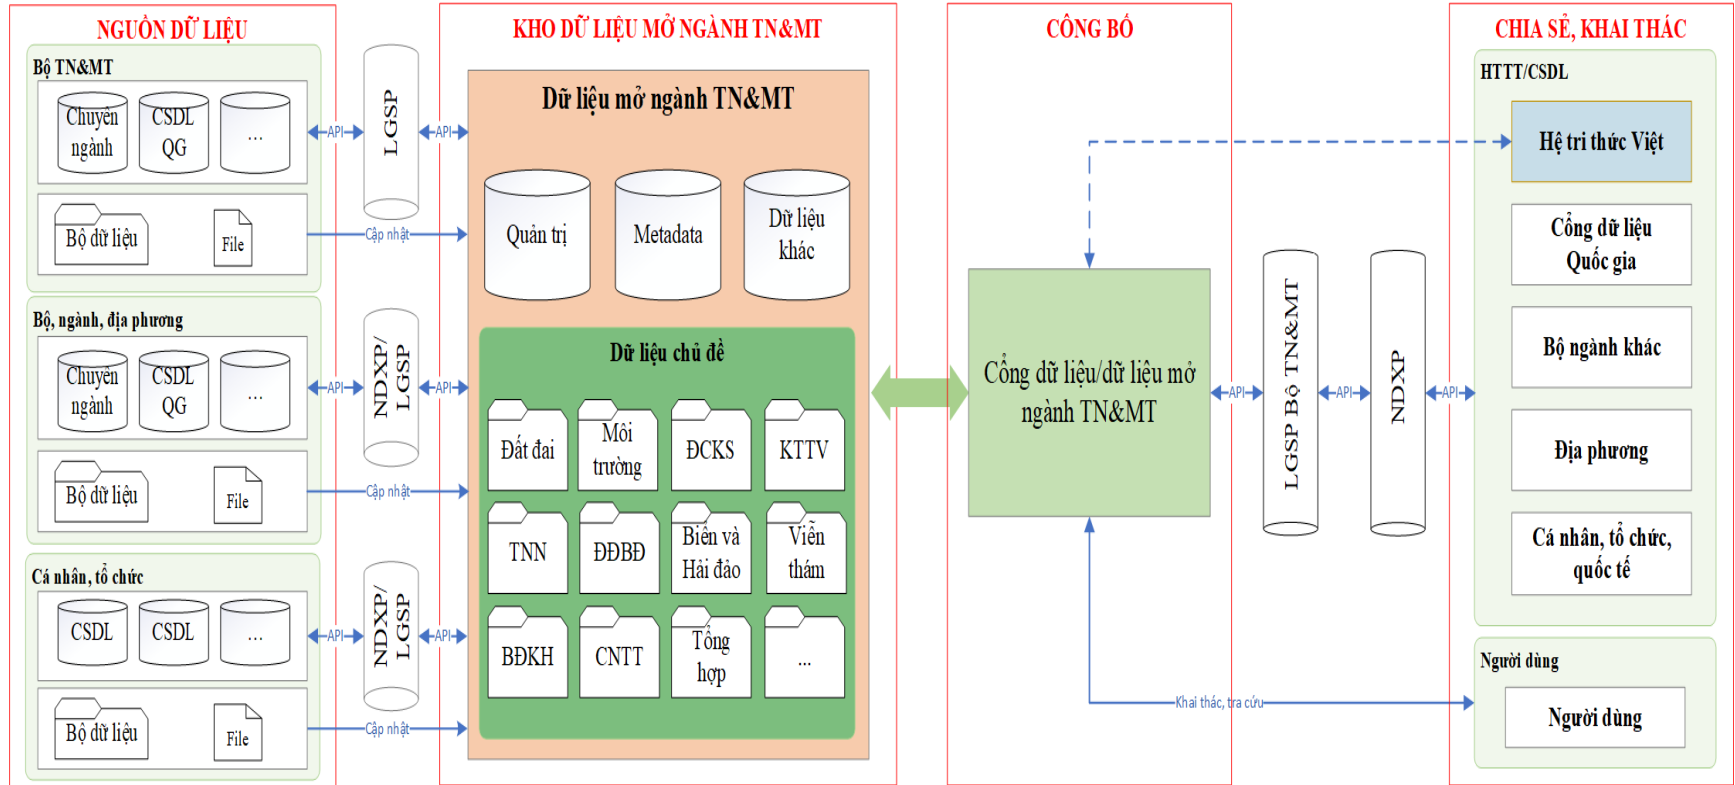 NGUỒN DỮ LIỆU
Bộ TN&MT
Chuyên
ngành
CSDL
QG
...
Bộ dữ liệu
File
Bộ, ngành, địa phương
Chuyên
ngành
CSDL
QG
...
Bộ dữ liệu
File
Cá nhân, tổ chức
CSDL
CSDL
...
Bộ dữ liệu
File
API
LGSP
API
Cập nhật
API
NDXP/
LGSP
API
Cập nhật
API
NDXP/
LGSP
API
Cập nhật
KHO DỮ LIỆU MỞ NGÀNH TN&MT
Dữ liệu mở ngành TN&MT
Quản trị
Metadata
Dữ liệu
khác
Dữ liệu chủ đề
Đất đai
Môi
trường
ĐCKS
KTTV
TNN
ĐĐBĐ
Biển và
Hải đảo
Viễn
thám
BĐKH
CNTT
Tổng
hợp
...
CÔNG BỐ
Cổng dữ liệu/dữ liệu mở
ngành TN&MT
API
LGSP Bộ TN&MT
API
NDXP
API
Khai thác, tra cứu
CHIA SẺ, KHAI THÁC
HTTT/CSDL
Hệ tri thức Việt
Cổng dữ liệu
Quốc gia
Bộ ngành khác
Địa phương
Cá nhân, tổ chức,
quốc tế
Người dùng
Người dùng